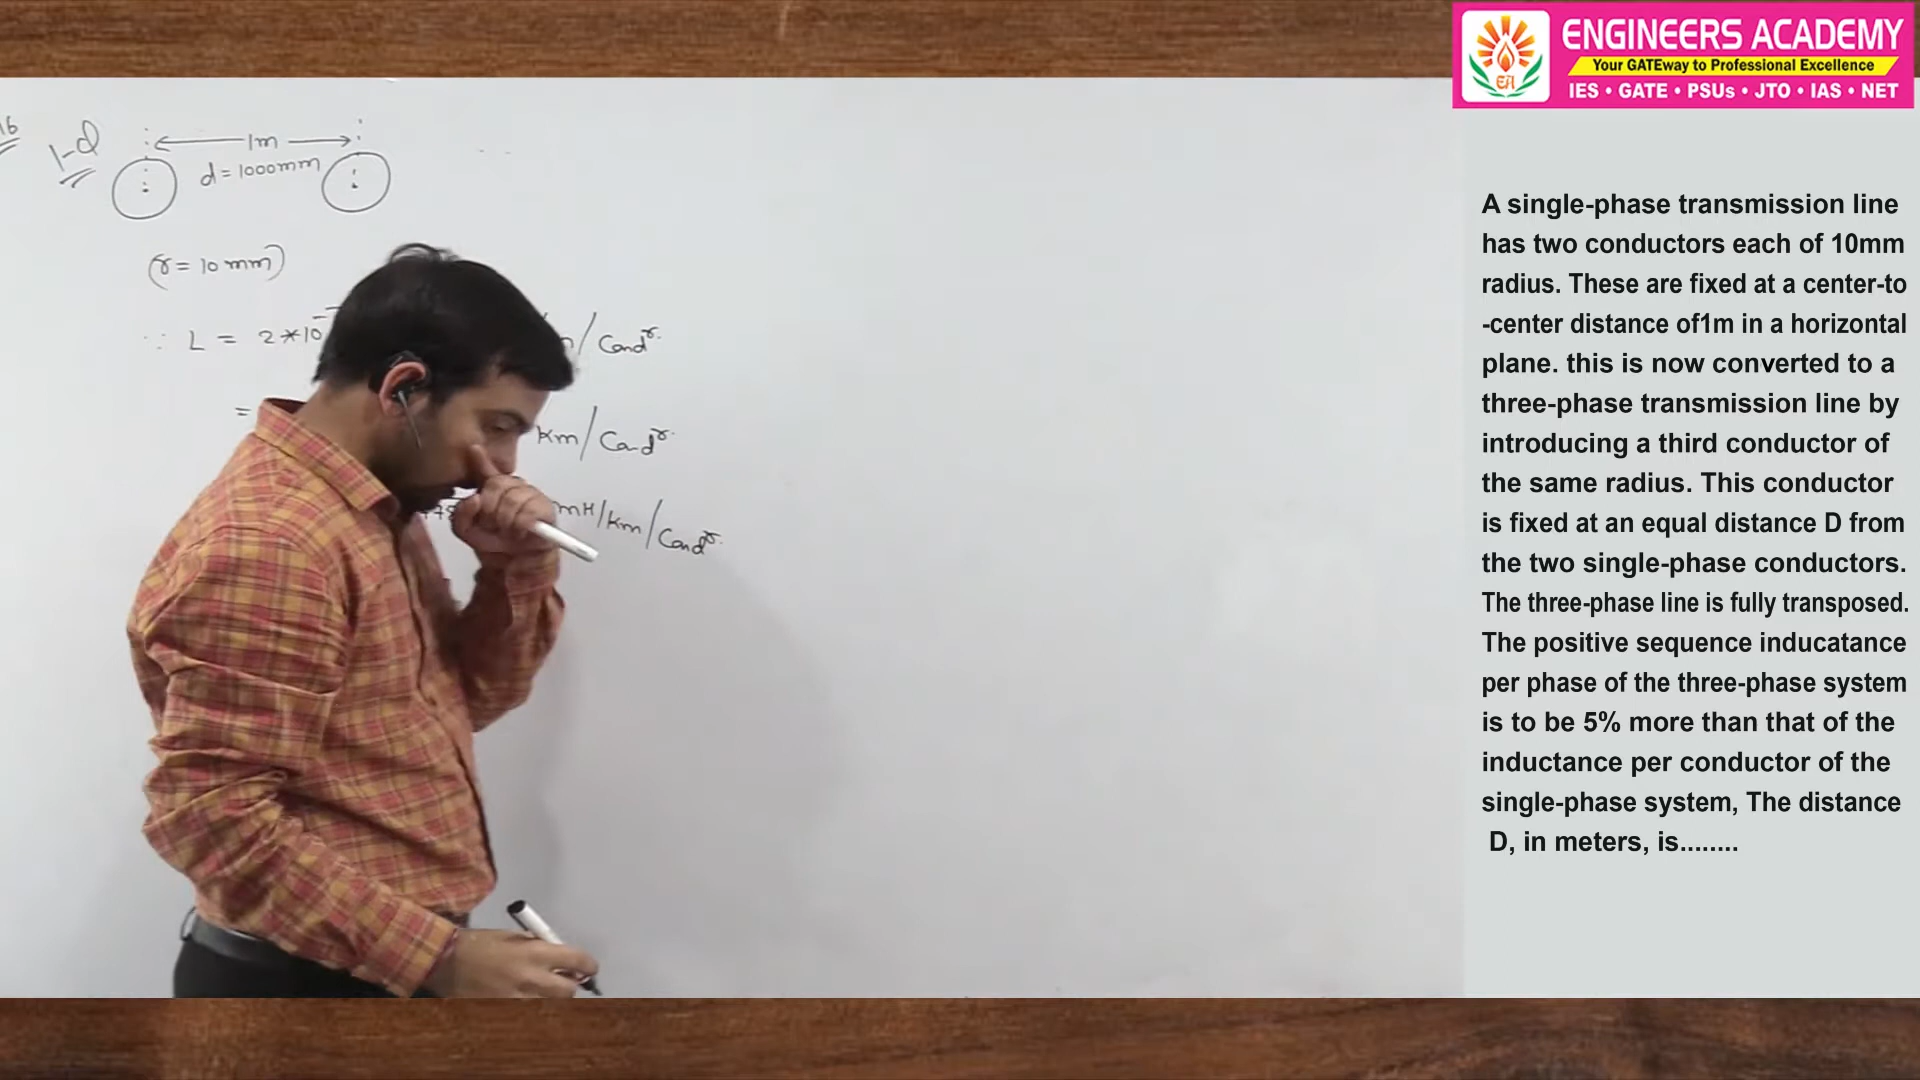 ENGINEERS ACADEMY
Your GATEway to Professional Excellence
IES • GATE • PSUs • JTO • IAS • NET
16
1-d
1m
d = 1000mm
(r = 10 mm)
∵ L = 2*10
/ Condr.
=
km/Condr.
mH/km/Condr.
A single-phase transmission line
has two conductors each of 10mm
radius. These are fixed at a center-to
-center distance of1m in a horizontal
plane. this is now converted to a
three-phase transmission line by
introducing a third conductor of
the same radius. This conductor
is fixed at an equal distance D from
the two single-phase conductors.
The three-phase line is fully transposed.
The positive sequence inducatance
per phase of the three-phase system
is to be 5% more than that of the
inductance per conductor of the
single-phase system, The distance
D, in meters, is........